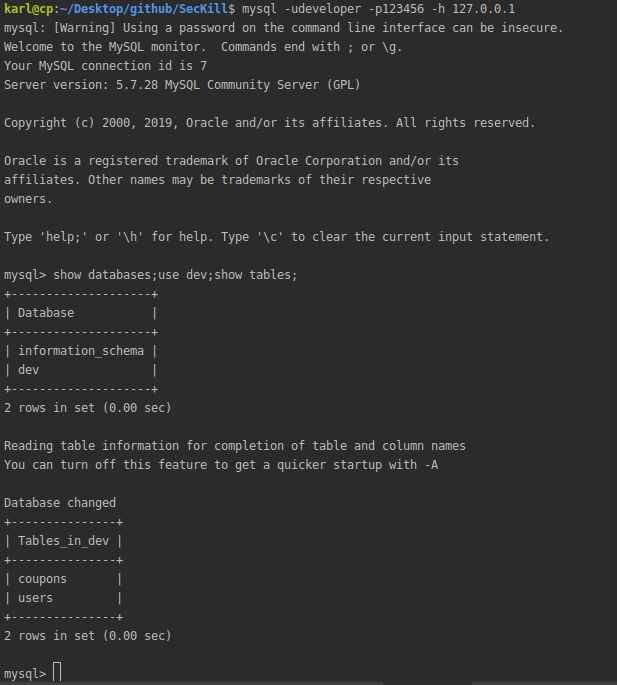 karl@cp:~/Desktop/github/SecKill$ mysql -udeveloper -p123456 -h 127.0.0.1
mysql: [Warning] Using a password on the command line interface can be insecure.
Welcome to the MySQL monitor.  Commands end with ; or \g.
Your MySQL connection id is 7
Server version: 5.7.28 MySQL Community Server (GPL)

Copyright (c) 2000, 2019, Oracle and/or its affiliates. All rights reserved.

Oracle is a registered trademark of Oracle Corporation and/or its
affiliates. Other names may be trademarks of their respective
owners.

Type 'help;' or '\h' for help. Type '\c' to clear the current input statement.

mysql> show databases;use dev;show tables;
+--------------------+
| Database           |
+--------------------+
| information_schema |
| dev                |
+--------------------+
2 rows in set (0.00 sec)

Reading table information for completion of table and column names
You can turn off this feature to get a quicker startup with -A

Database changed
+---------------+
| Tables_in_dev |
+---------------+
| coupons       |
| users         |
+---------------+
2 rows in set (0.00 sec)

mysql>